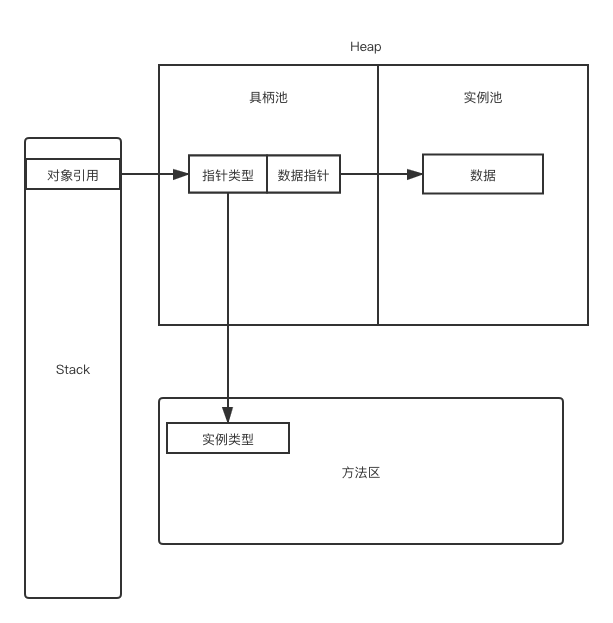 Heap
具柄池
实例池
对象引用
指针类型
数据指针
数据
Stack
实例类型
方法区